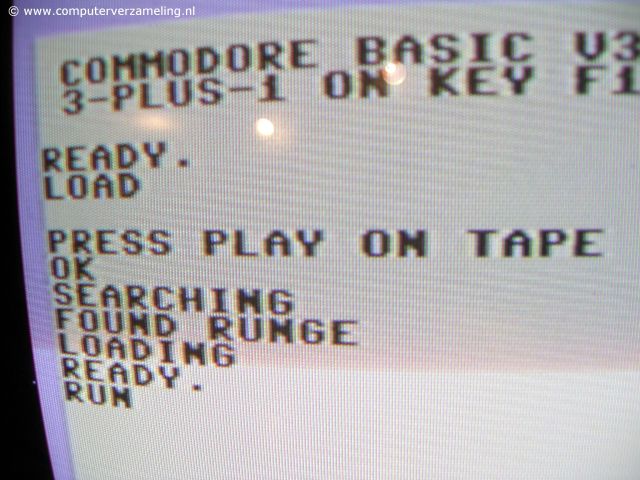 © www.computerverzameling.nl
COMMODORE BASIC V3
3-PLUS-1 ON KEY F1
READY.
LOAD
PRESS PLAY ON TAPE
OK
SEARCHING
FOUND RUNGE
LOADING
READY.
RUN